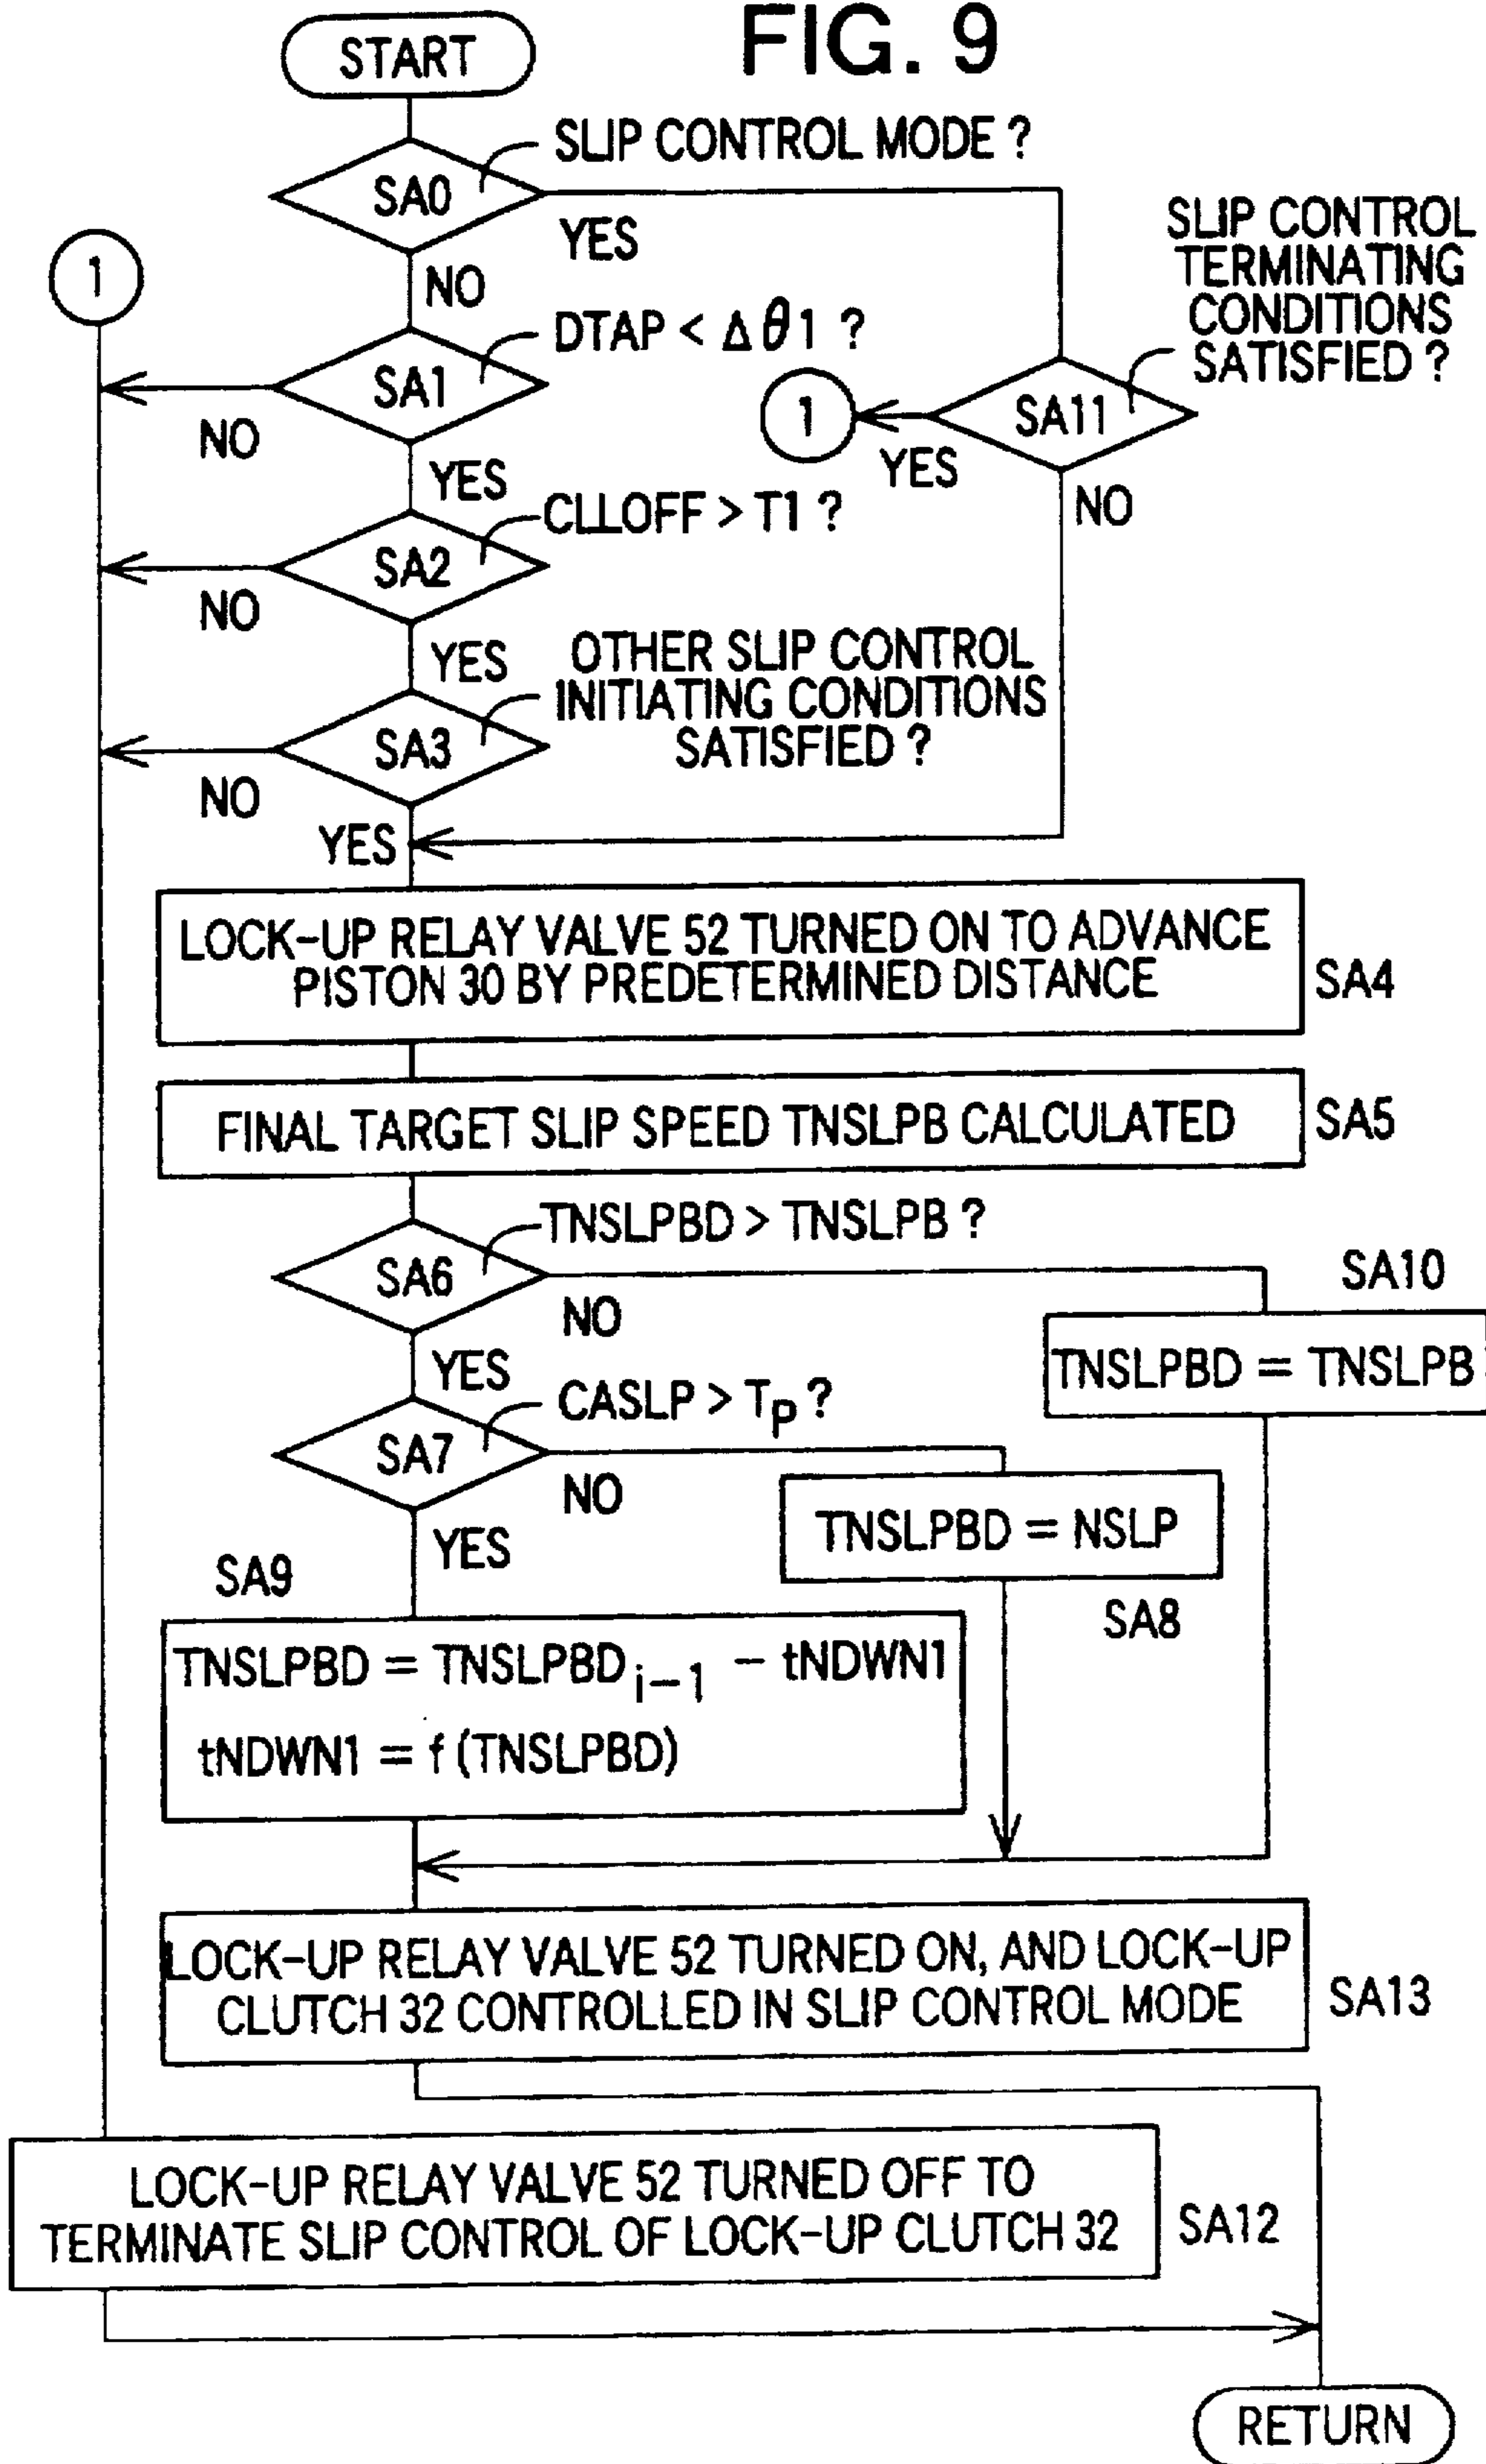 FIG. 9
START
SLIP CONTROL MODE ?
SA0
YES
NO
SLIP CONTROL
TERMINATING
CONDITIONS
SATISFIED ?
1
DTAP < Δθ1 ?
SA1
NO
YES
1
SA11
YES
NO
CLLOFF > T1 ?
SA2
NO
YES
OTHER SLIP CONTROL
INITIATING CONDITIONS
SATISFIED ?
SA3
NO
YES
LOCK-UP RELAY VALVE 52 TURNED ON TO ADVANCE
PISTON 30 BY PREDETERMINED DISTANCE
SA4
FINAL TARGET SLIP SPEED TNSLPB CALCULATED
SA5
TNSLPBD > TNSLPB ?
SA6
NO
YES
SA10
TNSLPBD = TNSLPB
CASLP > Tp ?
SA7
NO
YES
TNSLPBD = NSLP
SA8
SA9
TNSLPBD = TNSLPBD i-1 - tNDWN1
tNDWN1 = f (TNSLPBD)
LOCK-UP RELAY VALVE 52 TURNED ON, AND LOCK-UP
CLUTCH 32 CONTROLLED IN SLIP CONTROL MODE
SA13
LOCK-UP RELAY VALVE 52 TURNED OFF TO
TERMINATE SLIP CONTROL OF LOCK-UP CLUTCH 32
SA12
RETURN